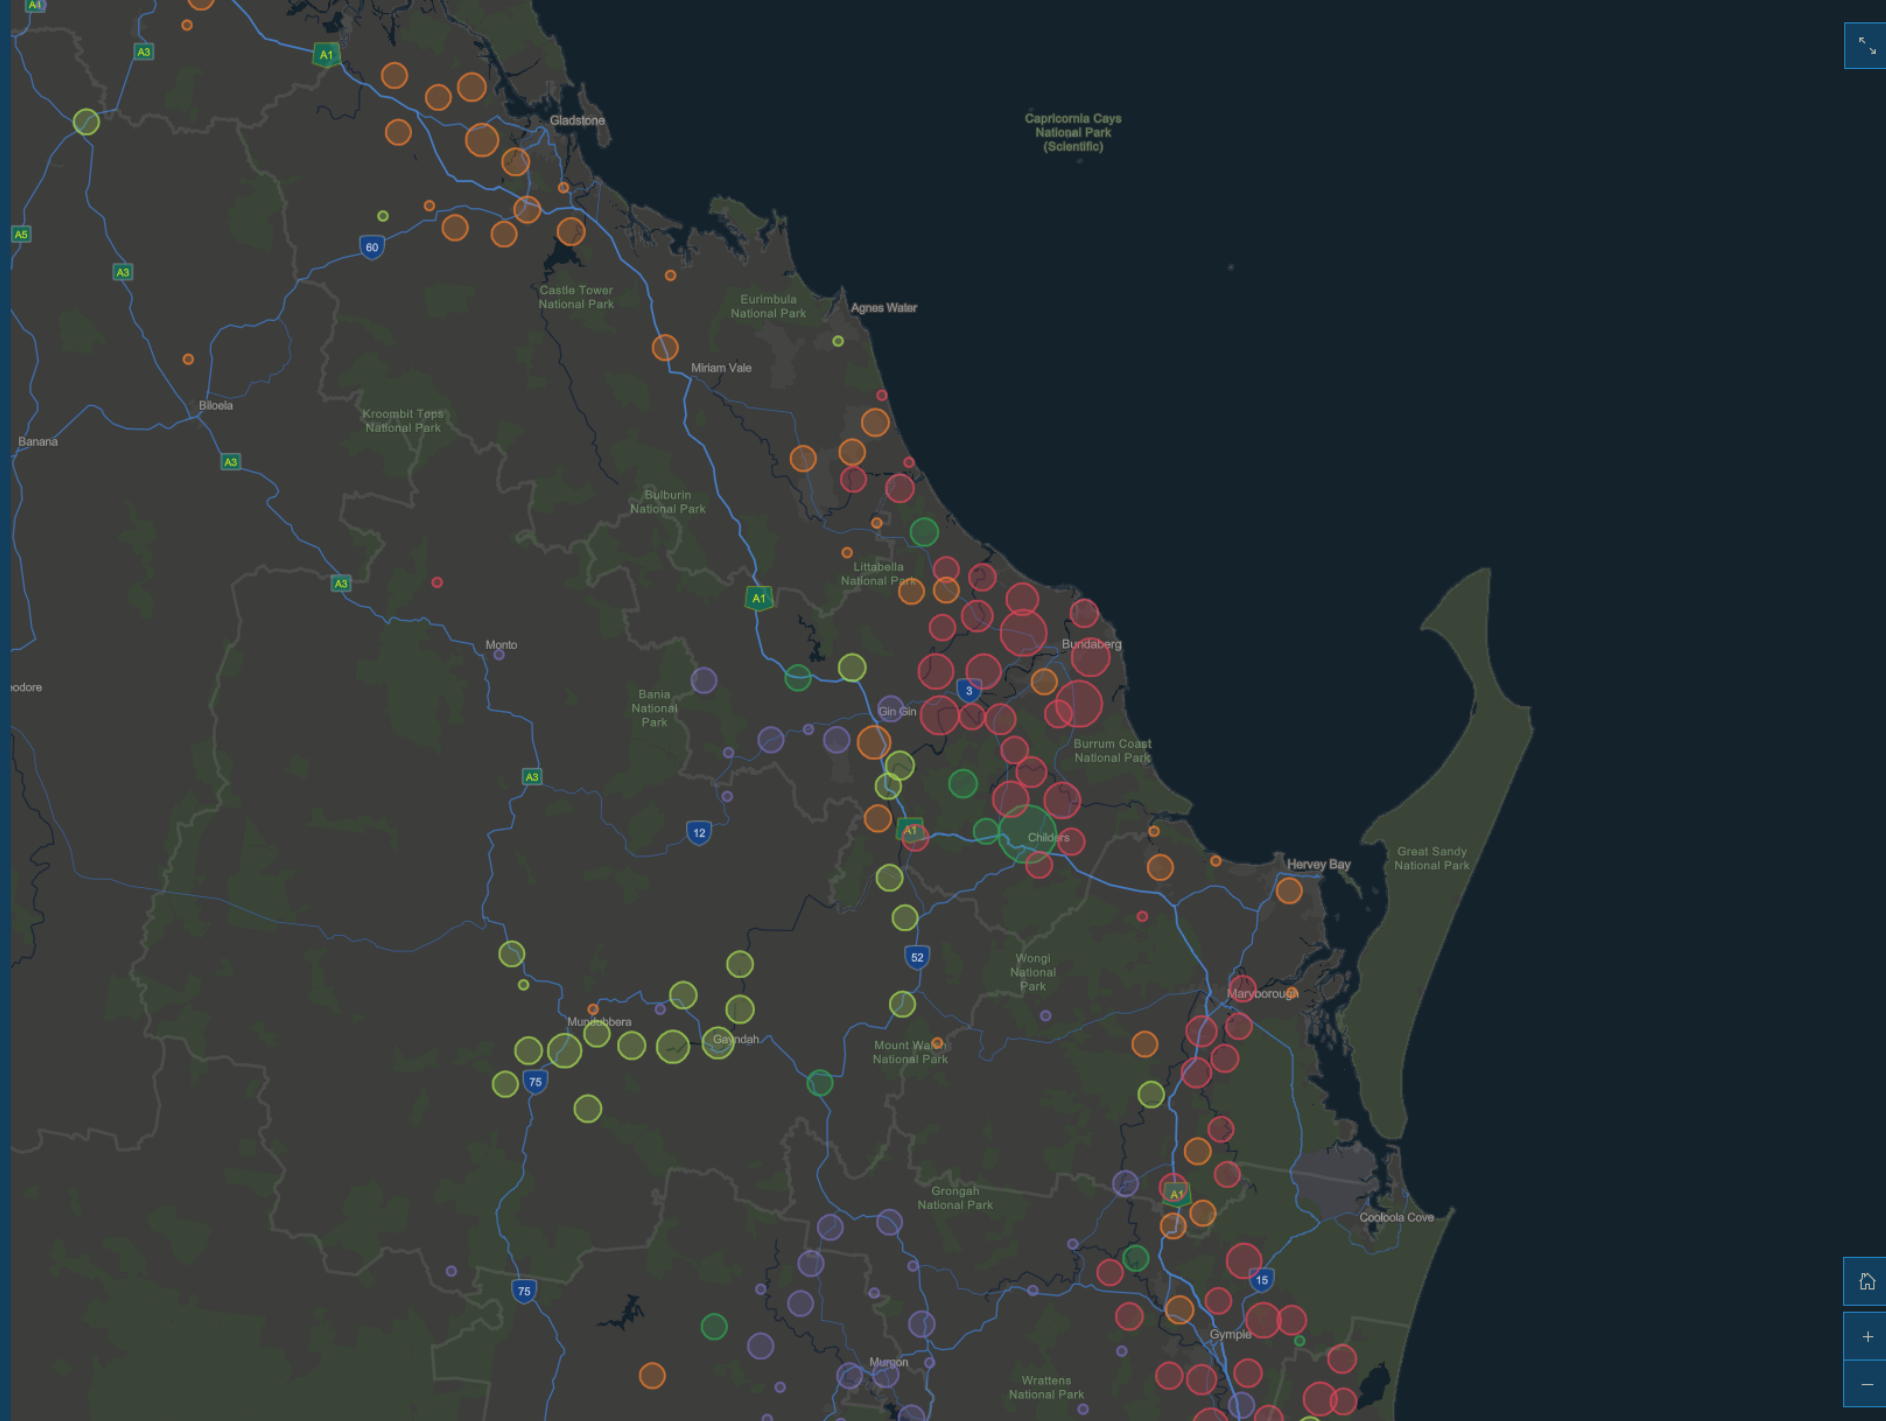 A4
A3
A1
Gladstone
Capricornia Cays
National Park
(Scientific)
A5
60
A3
Castle Tower
National Park
Eurimbula
National Park
Agnes Water
Miriam Vale
Biloela
Kroombit Tops
National Park
Banana
A3
Bulburin
National Park
Littabella
National Park
A3
A1
Monto
Bundaberg
eodore
3
Bania
National
Park
Gin Gin
Burrum Coast
National Park
A3
12
A1
Childers
Great Sandy
National Park
Hervey Bay
52
Wongi
National
Park
Maryborough
Mundubbera
Gayndah
Mount Walsh
National Park
75
Grongah
National Park
A1
Cooloola Cove
15
75
Gympie
Murgon
Wrattens
National Park
+
−